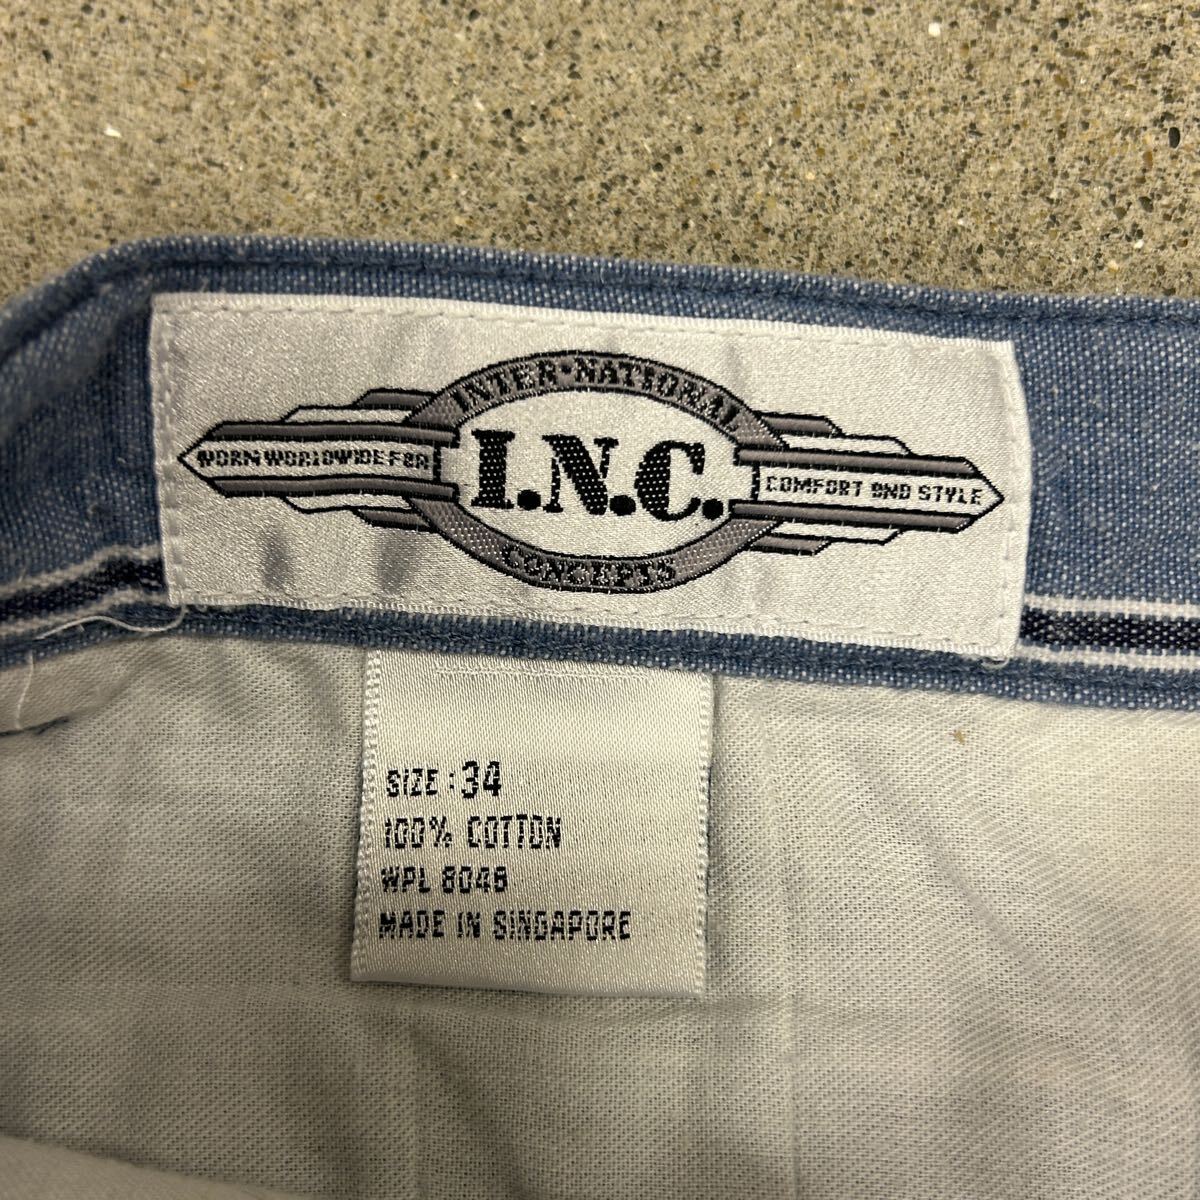 INTER·NATIONAL
WORN WORLDWIDE FOR
I.N.C.
COMFORT AND STYLE
CONCEPTS
SIZE : 34
100% COTTON
WPL 8048
MADE IN SINGAPORE